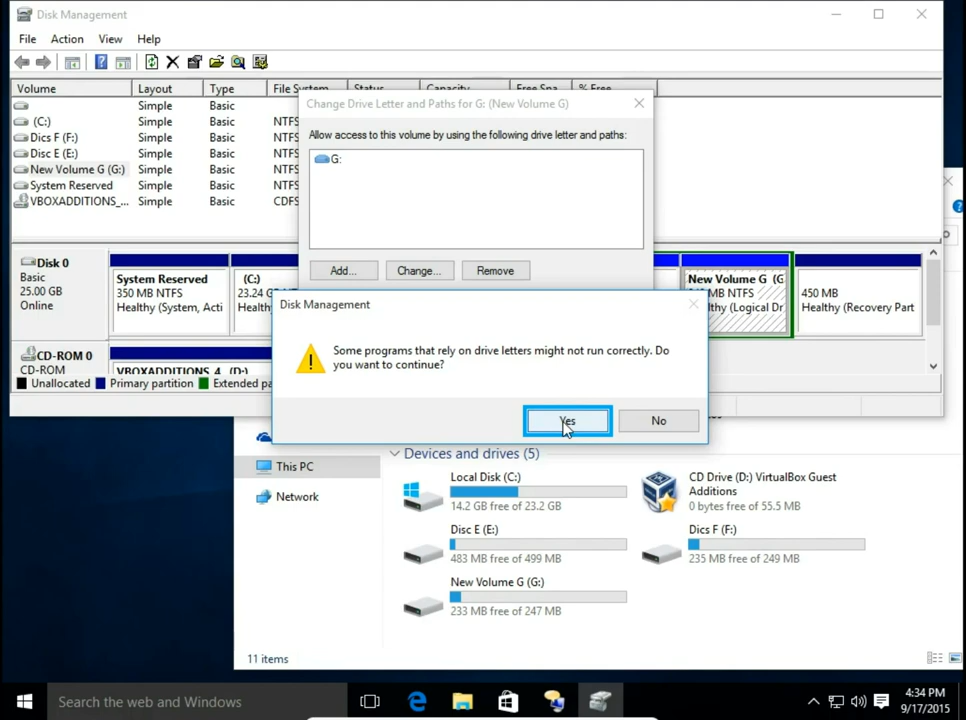 Disk Management
File Action View Help
Volume Layout Type File System Status Capacity Free Spa... % Free
Simple Basic
(C:) Simple Basic NTFS
Dics F (F:) Simple Basic NTFS
Disc E (E:) Simple Basic NTFS
New Volume G (G:) Simple Basic NTFS
System Reserved Simple Basic NTFS
VBOXADDITIONS_... Simple Basic CDFS
Change Drive Letter and Paths for G: (New Volume G)
Allow access to this volume by using the following drive letter and paths:
G:
Add... Change... Remove
Disk 0
Basic
25.00 GB
Online
System Reserved
350 MB NTFS
Healthy (System, Acti
(C:)
23.24 G
New Volume G (G
MB NTFS
lthy (Logical Dr
450 MB
Healthy (Recovery Part
CD-ROM 0
CD-ROM
VBOXADDITIONS_4 (D:)
Unallocated Primary partition Extended pa
Disk Management
Some programs that rely on drive letters might not run correctly. Do
you want to continue?
Yes No
This PC
Network
Devices and drives (5)
Local Disk (C:)
14.2 GB free of 23.2 GB
CD Drive (D:) VirtualBox Guest
Additions
0 bytes free of 55.5 MB
Disc E (E:)
483 MB free of 499 MB
Dics F (F:)
235 MB free of 249 MB
New Volume G (G:)
233 MB free of 247 MB
11 items
Search the web and Windows
4:34 PM
9/17/2015